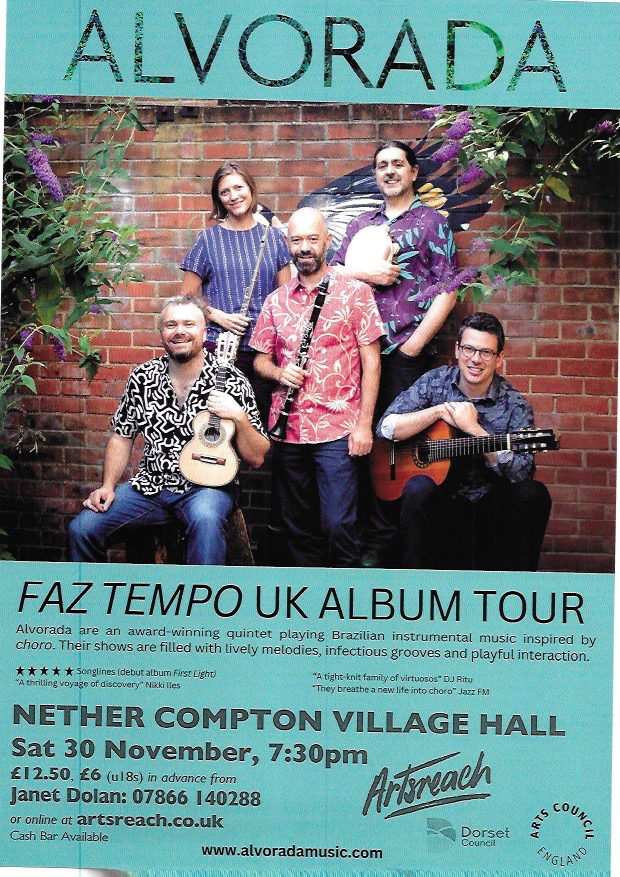 ALVORADA
FAZ TEMPO UK ALBUM TOUR
Alvorada are an award-winning quintet playing Brazilian instrumental music inspired by
choro. Their shows are filled with lively melodies, infectious grooves and playful interaction.
★★★★★ Songlines (debut album First Light)
"A thrilling voyage of discovery" Nikki Iles
"A tight-knit family of virtuosos" DJ Ritu
"They breathe a new life into choro" Jazz FM
NETHER COMPTON VILLAGE HALL
Sat 30 November, 7:30pm
£12.50, £6 (u18s) in advance from
Janet Dolan: 07866 140288
or online at artsreach.co.uk
Cash Bar Available
Artsreach
Dorset
Council
ARTS COUNCIL
ENGLAND
www.alvoradamusic.com